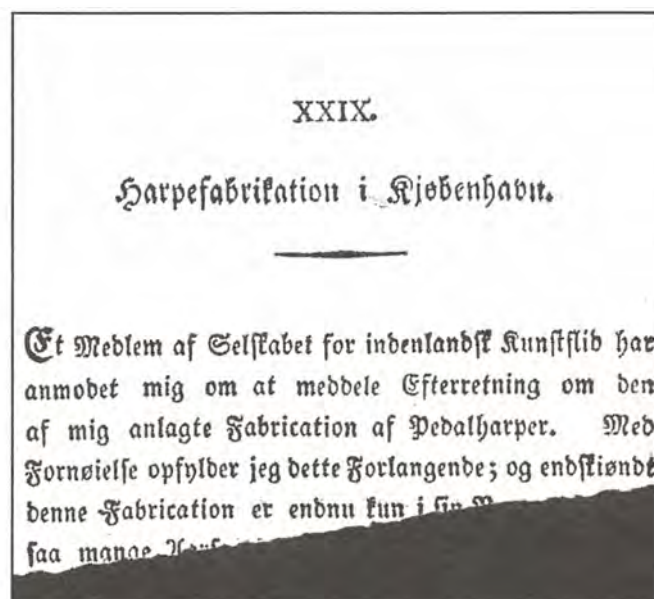 XXIX.
Harpefabrikation i Kjøbenhavn.
Et Medlem af Selskabet for indenlandsk Kunstflid har
anmodet mig om at meddele Efterretning om den
af mig anlagte Fabrication af Pedalharper. Med
Fornøielse opfylder jeg dette Forlangende; og endskiøndt
denne Fabrication er endnu kun i sin
saa mange